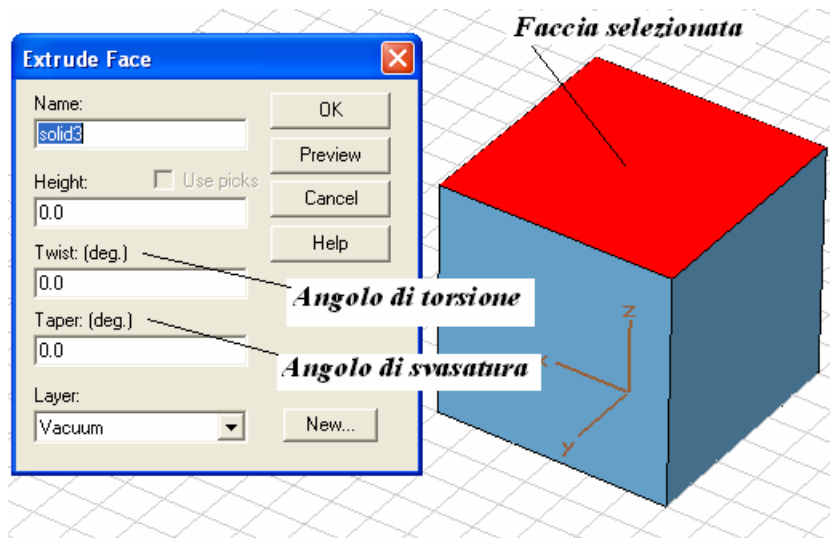 Faccia selezionata
Extrude Face
Name:
solid3
OK
Preview
Height:
Use picks
Cancel
0.0
Help
Twist: (deg.)
0.0
Angolo di torsione
Taper: (deg.)
0.0
Angolo di svasatura
Layer:
Vacuum
New...
z
x
y